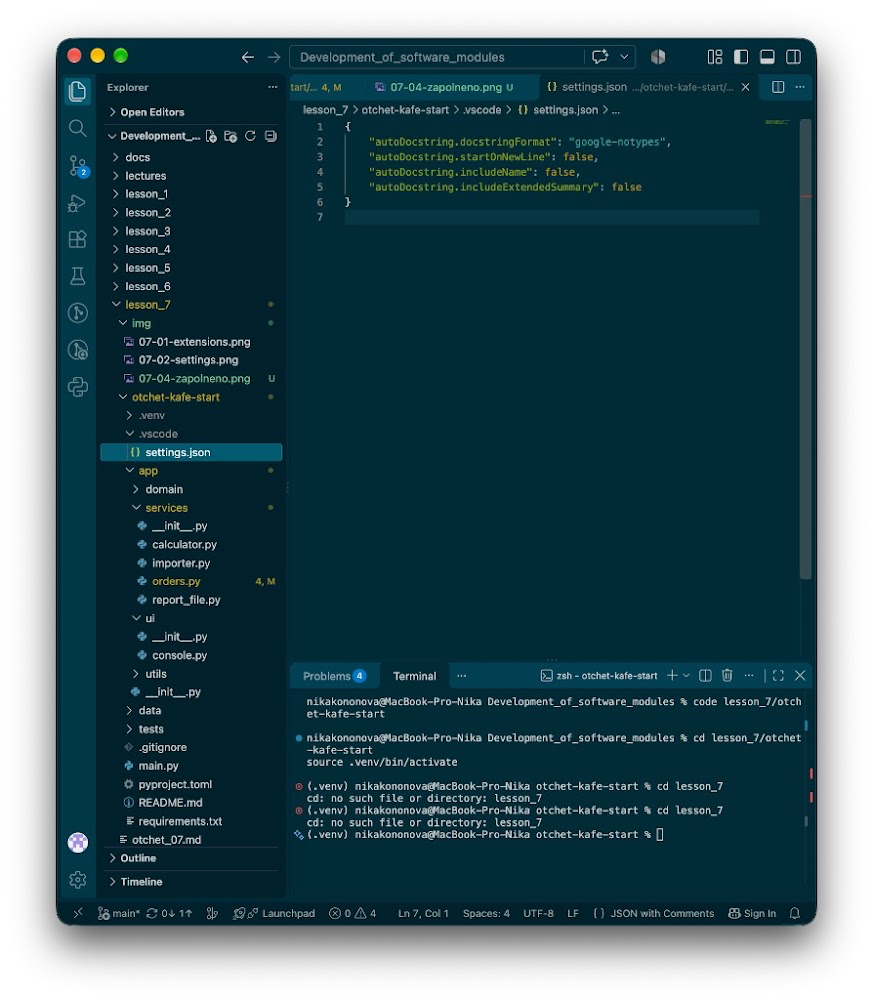 Development_of_software_modules
Explorer
Open Editors
Development_...
docs
lectures
lesson_1
lesson_2
lesson_3
lesson_4
lesson_5
lesson_6
lesson_7
img
07-01-extensions.png
07-02-settings.png
07-04-zapolneno.png U
otchet-kafe-start
.venv
.vscode
{} settings.json
app
domain
services
__init__.py
calculator.py
importer.py
orders.py 4, M
report_file.py
ui
__init__.py
console.py
utils
__init__.py
data
tests
.gitignore
main.py
pyproject.toml
README.md
requirements.txt
otchet_07.md
Outline
Timeline
2
tart/... 4, M
07-04-zapolneno.png U
{} settings.json .../otchet-kafe-start/...
lesson_7 > otchet-kafe-start > .vscode > {} settings.json > ...
1 {
2 "autoDocstring.docstringFormat": "google-notypes",
3 "autoDocstring.startOnNewLine": false,
4 "autoDocstring.includeName": false,
5 "autoDocstring.includeExtendedSummary": false
6 }
7
Problems 4 Terminal ... zsh - otchet-kafe-start
nikakononova@MacBook-Pro-Nika Development_of_software_modules % code lesson_7/otch
et-kafe-start
nikakononova@MacBook-Pro-Nika Development_of_software_modules % cd lesson_7/otchet
-kafe-start
source .venv/bin/activate
(.venv) nikakononova@MacBook-Pro-Nika otchet-kafe-start % cd lesson_7
cd: no such file or directory: lesson_7
(.venv) nikakononova@MacBook-Pro-Nika otchet-kafe-start % cd lesson_7
cd: no such file or directory: lesson_7
(.venv) nikakononova@MacBook-Pro-Nika otchet-kafe-start %
main* 0↓ 1↑ Launchpad 0 4 Ln 7, Col 1 Spaces: 4 UTF-8 LF {} JSON with Comments Sign In